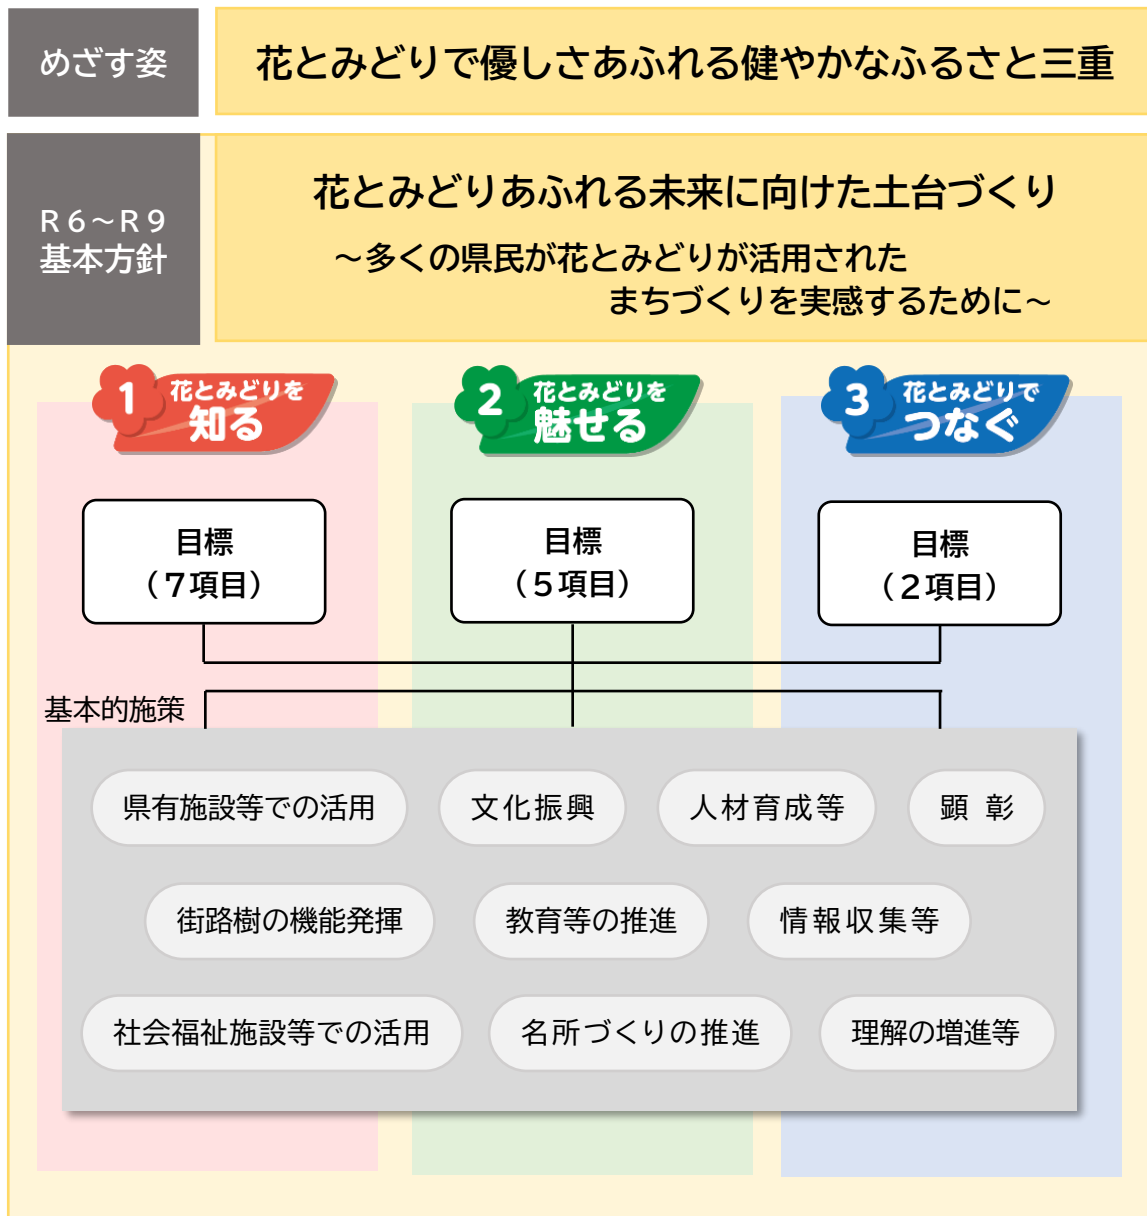 めざす姿
花とみどりで優しさあふれる健やかなふるさと三重
R6～R9
基本方針
花とみどりあふれる未来に向けた土台づくり
～多くの県民が花とみどりが活用された
まちづくりを実感するために～
1 花とみどりを
知る
2 花とみどりを
魅せる
3 花とみどりで
つなぐ
目標
（7項目）
目標
（5項目）
目標
（2項目）
基本的施策
県有施設等での活用
文化振興
人材育成等
顕 彰
街路樹の機能発揮
教育等の推進
情報収集等
社会福祉施設等での活用
名所づくりの推進
理解の増進等